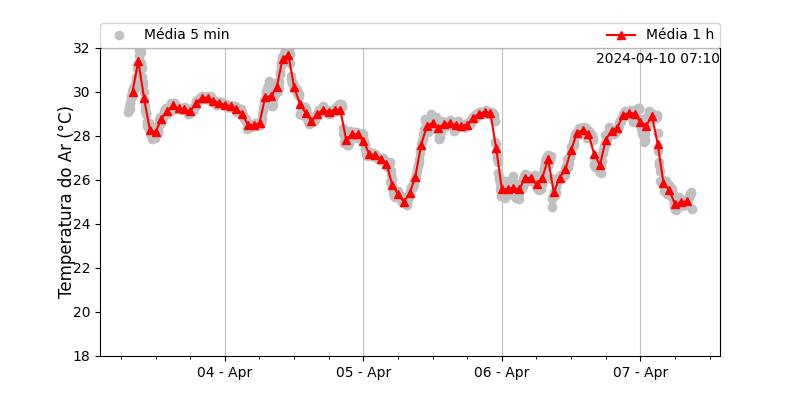 Média 5 min
Média 1 h
2024-04-10 07:10
Temperatura do Ar (°C)
32
30
28
26
24
22
20
18
04 - Apr
05 - Apr
06 - Apr
07 - Apr